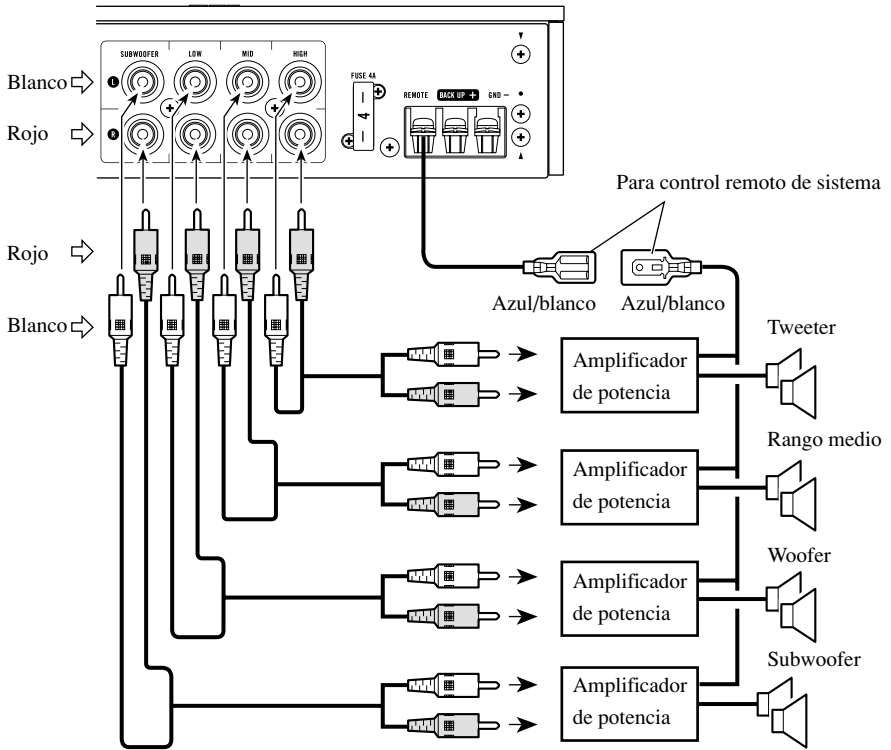 SUBWOOFER LOW MID HIGH
Blanco
L
FUSE 4A
REMOTE BACK UP + GND −
Rojo
R
4
Para control remoto de sistema
Rojo
Blanco
Azul/blanco Azul/blanco
Tweeter
Amplificador
de potencia
Rango medio
Amplificador
de potencia
Woofer
Amplificador
de potencia
Subwoofer
Amplificador
de potencia